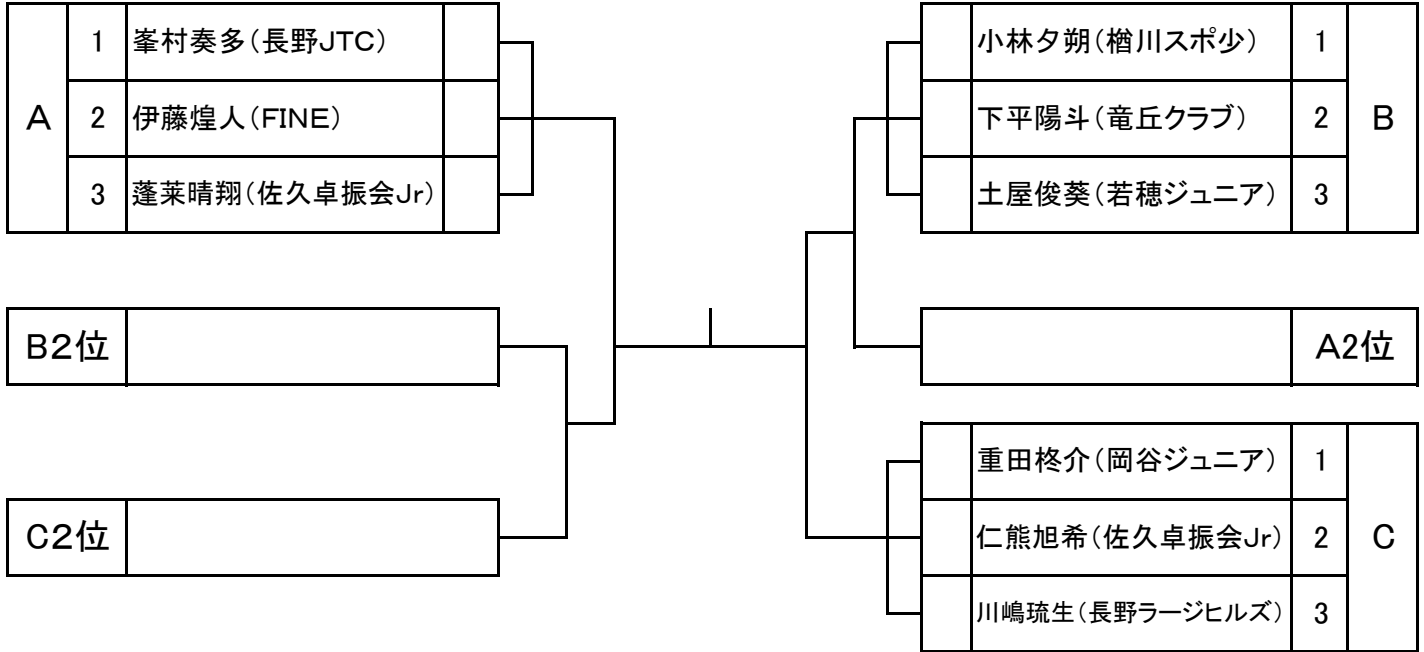 A
1 峯村奏多(長野JTC)
2 伊藤煌人(FINE)
3 蓬莱晴翔(佐久卓振会Jr)
B2位
C2位
小林夕朔(楢川スポ少) 1
下平陽斗(竜丘クラブ) 2
土屋俊葵(若穂ジュニア) 3
B
A2位
重田柊介(岡谷ジュニア) 1
仁熊旭希(佐久卓振会Jr) 2
川嶋琉生(長野ラージヒルズ) 3
C